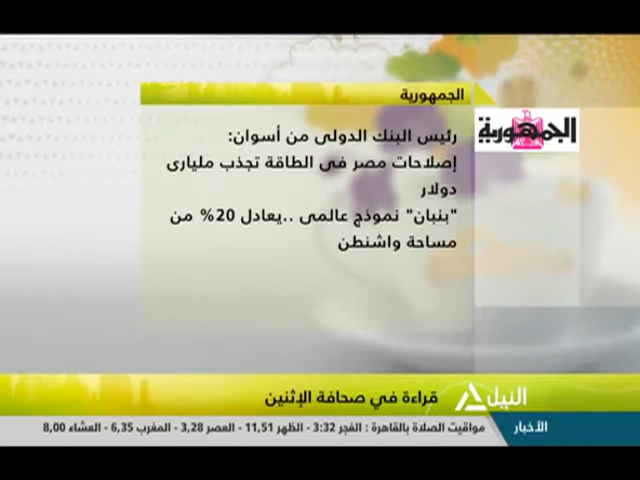 الجمهورية
الجمهورية
رئيس البنك الدولى من أسوان:
إصلاحات مصر فى الطاقة تجذب مليارى
دولار
"بنبان" نموذج عالمى ..يعادل 20% من
مساحة واشنطن
النيل
قراءة في صحافة الإثنين
الأخبار
مواقيت الصلاة بالقاهرة : الفجر 3:32 - الظهر 11,51 - العصر 3,28 - المغرب 6,35 - العشاء 8,00